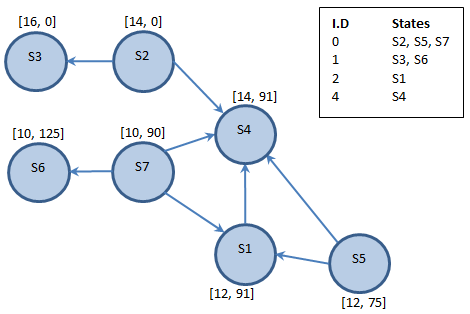 [16, 0] [14, 0]
S3 S2
I.D States
0 S2, S5, S7
1 S3, S6
2 S1
4 S4
[14, 91]
S4
[10, 125] [10, 90]
S6 S7
S1
[12, 91]
S5
[12, 75]